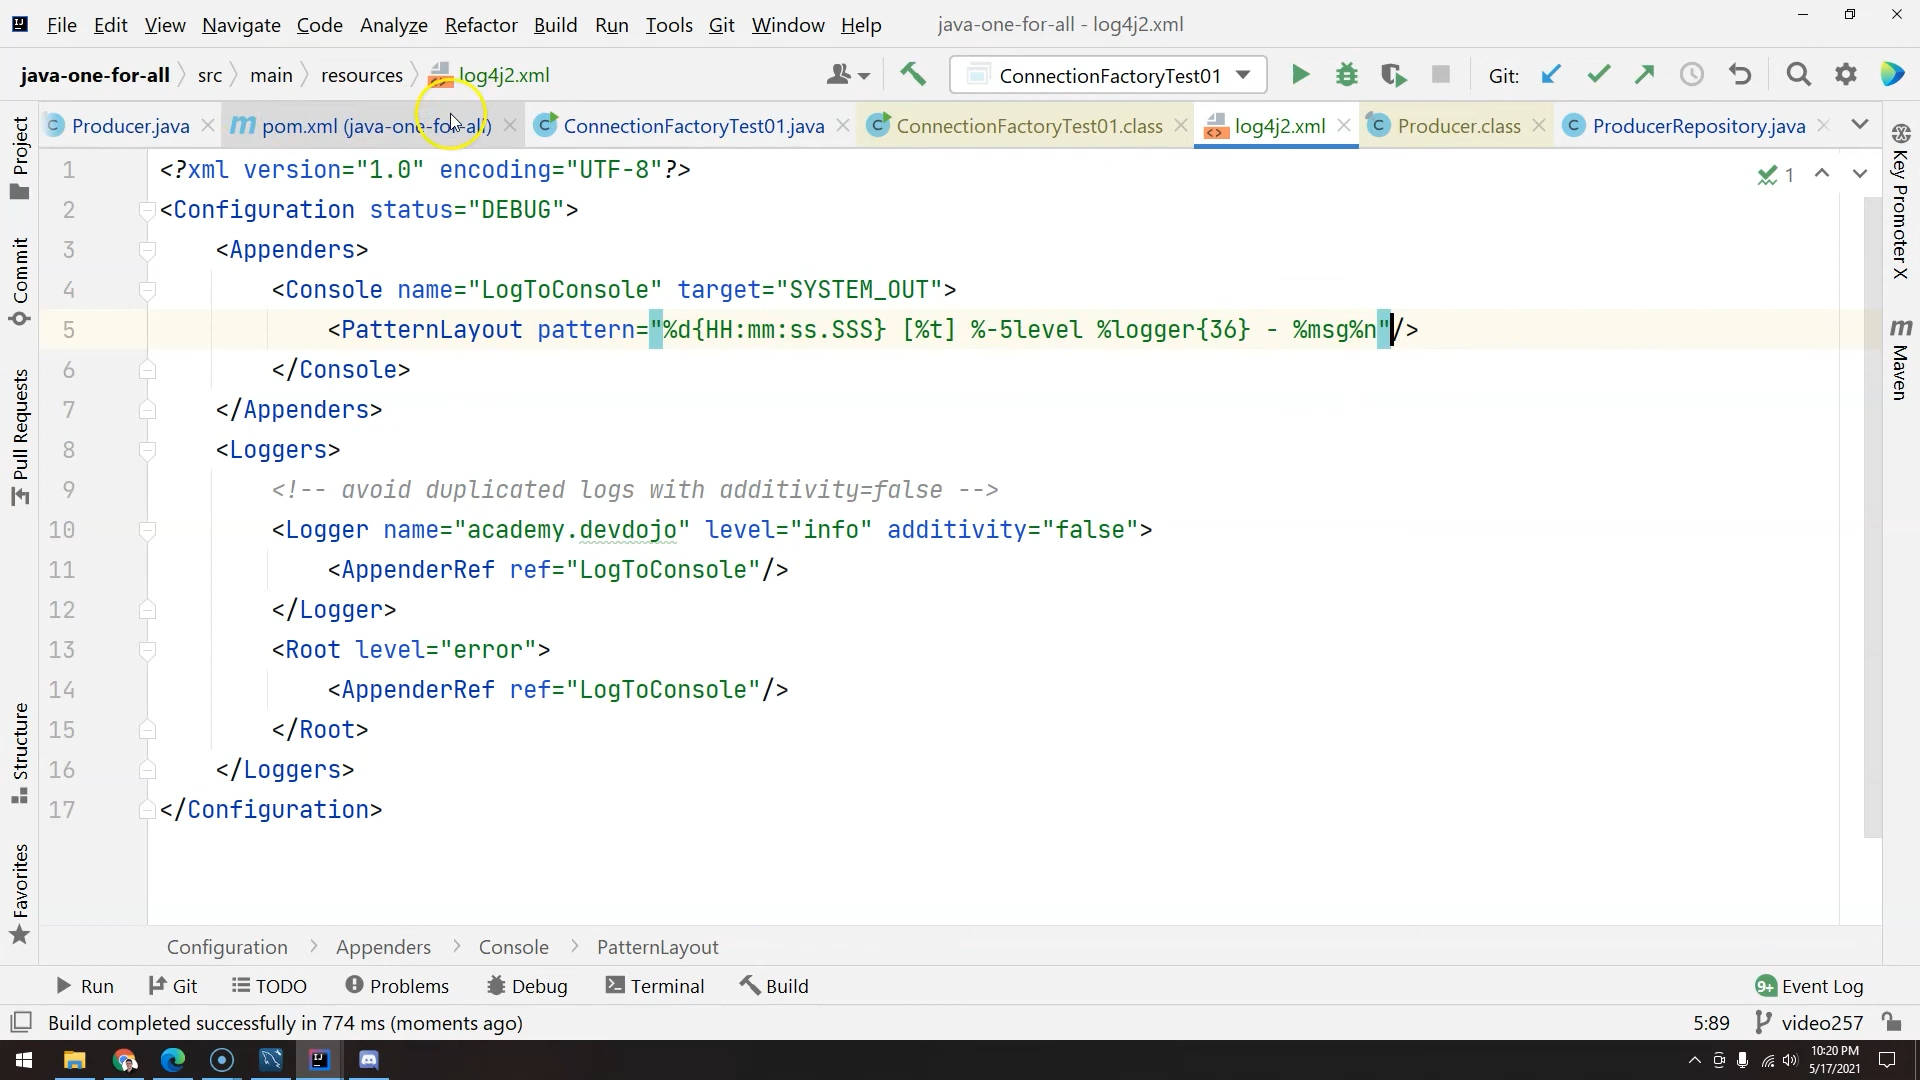 File Edit View Navigate Code Analyze Refactor Build Run Tools Git Window Help java-one-for-all - log4j2.xml
java-one-for-all src main resources log4j2.xml ConnectionFactoryTest01 Git:
Producer.java pom.xml (java-one-for-all) ConnectionFactoryTest01.java ConnectionFactoryTest01.class log4j2.xml Producer.class ProducerRepository.java
1 <?xml version="1.0" encoding="UTF-8"?>
2 <Configuration status="DEBUG">
3 <Appenders>
4 <Console name="LogToConsole" target="SYSTEM_OUT">
5 <PatternLayout pattern="%d{HH:mm:ss.SSS} [%t] %-5level %logger{36} - %msg%n"/>
6 </Console>
7 </Appenders>
8 <Loggers>
9 <!-- avoid duplicated logs with additivity=false -->
10 <Logger name="academy.devdojo" level="info" additivity="false">
11 <AppenderRef ref="LogToConsole"/>
12 </Logger>
13 <Root level="error">
14 <AppenderRef ref="LogToConsole"/>
15 </Root>
16 </Loggers>
17 </Configuration>
1
Project
Commit
Pull Requests
Structure
Favorites
Key Promoter X
m Maven
Configuration Appenders Console PatternLayout
Run Git TODO Problems Debug Terminal Build 9+ Event Log
Build completed successfully in 774 ms (moments ago) 5:89 video257
10:20 PM
5/17/2021